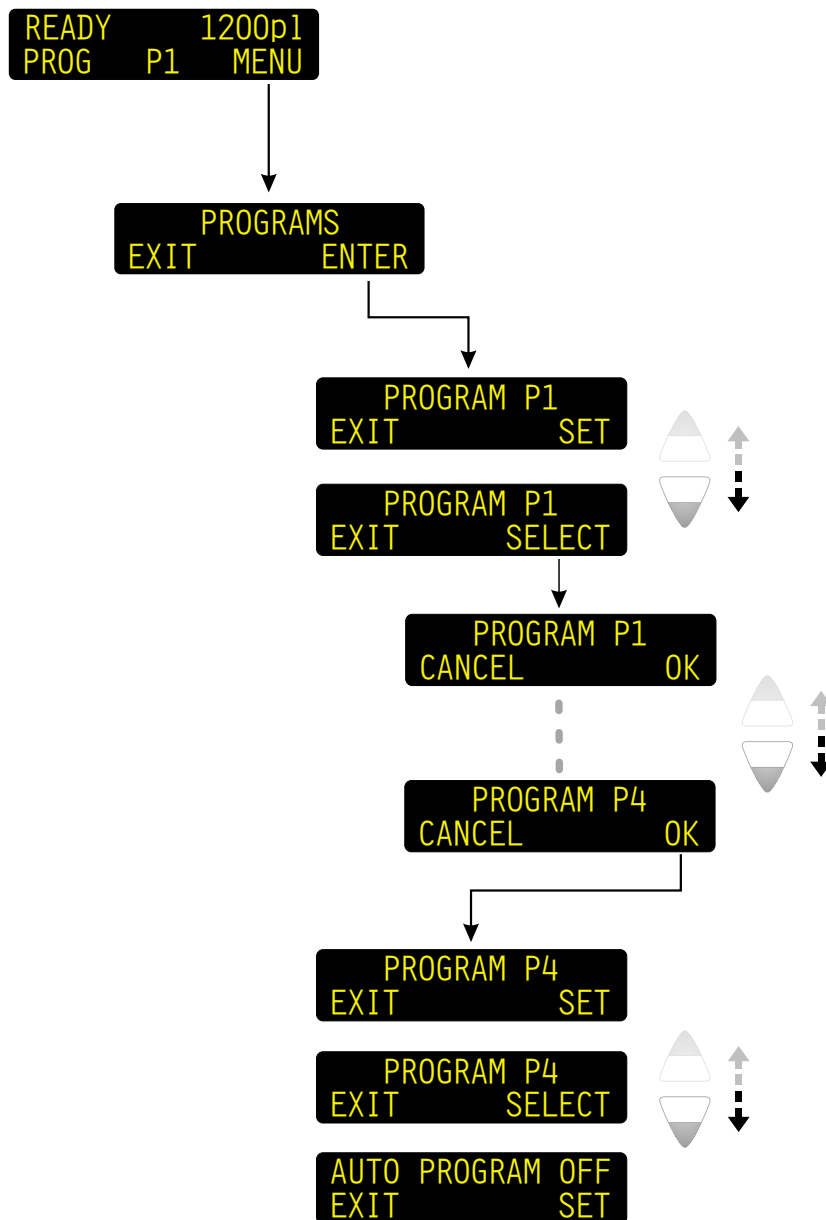 READY 1200pl
PROG P1 MENU
PROGRAMS
EXIT ENTER
PROGRAM P1
EXIT SET
PROGRAM P1
EXIT SELECT
PROGRAM P1
CANCEL OK
PROGRAM P4
CANCEL OK
PROGRAM P4
EXIT SET
PROGRAM P4
EXIT SELECT
AUTO PROGRAM OFF
EXIT SET